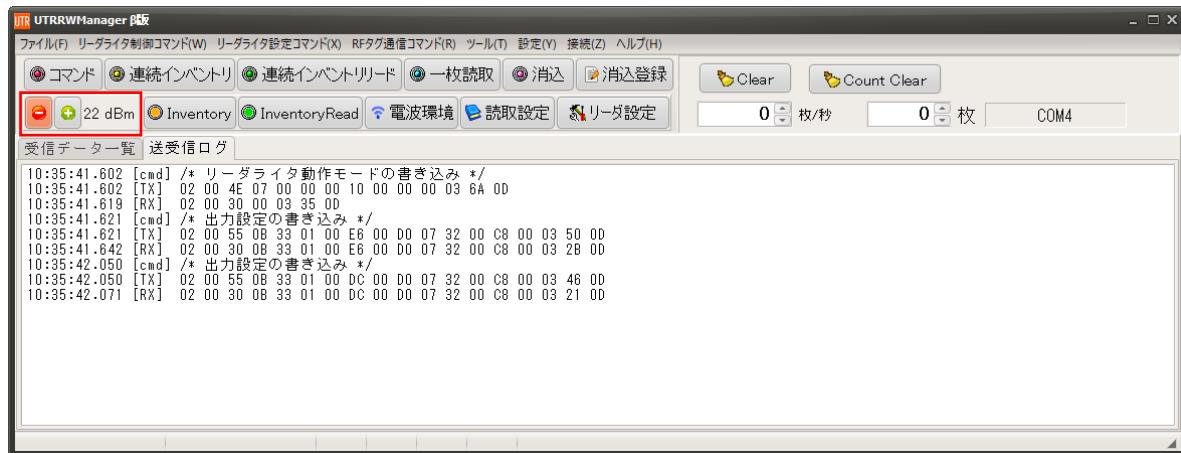 UTR UTRRWManager β版
ファイル(F) リーダライタ制御コマンド(W) リーダライタ設定コマンド(X) RFタグ通信コマンド(R) ツール(T) 設定(Y) 接続(Z) ヘルプ(H)
コマンド 連続インベントリ 連続インベントリリード 一枚読取 消込 消込登録 Clear Count Clear
22 dBm Inventory InventoryRead 電波環境 読取設定 リーダ設定 0 枚/秒 0 枚 COM4
受信データ一覧 送受信ログ
10:35:41.602 [cmd] /* リーダライタ動作モードの書き込み */
10:35:41.602 [TX] 02 00 4E 07 00 00 00 10 00 00 00 03 6A 0D
10:35:41.619 [RX] 02 00 30 00 03 35 0D
10:35:41.621 [cmd] /* 出力設定の書き込み */
10:35:41.621 [TX] 02 00 55 0B 33 01 00 E6 00 D0 07 32 00 C8 00 03 50 0D
10:35:41.642 [RX] 02 00 30 0B 33 01 00 E6 00 D0 07 32 00 C8 00 03 2B 0D
10:35:42.050 [cmd] /* 出力設定の書き込み */
10:35:42.050 [TX] 02 00 55 0B 33 01 00 DC 00 D0 07 32 00 C8 00 03 46 0D
10:35:42.071 [RX] 02 00 30 0B 33 01 00 DC 00 D0 07 32 00 C8 00 03 21 0D